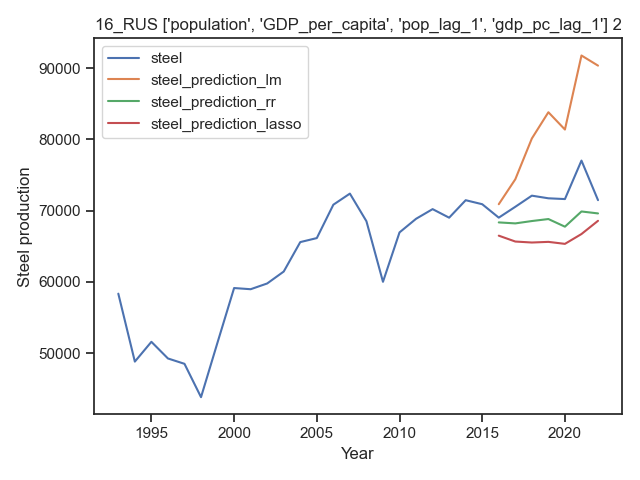 16_RUS ['population', 'GDP_per_capita', 'pop_lag_1', 'gdp_pc_lag_1'] 2
steel
steel_prediction_lm
steel_prediction_rr
steel_prediction_lasso
90000
80000
70000
60000
50000
Steel production
1995
2000
2005
2010
2015
2020
Year